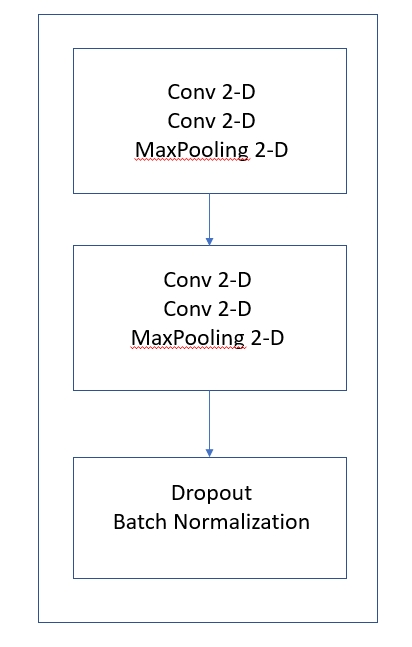 Conv 2-D
Conv 2-D
MaxPooling 2-D
Conv 2-D
Conv 2-D
MaxPooling 2-D
Dropout
Batch Normalization